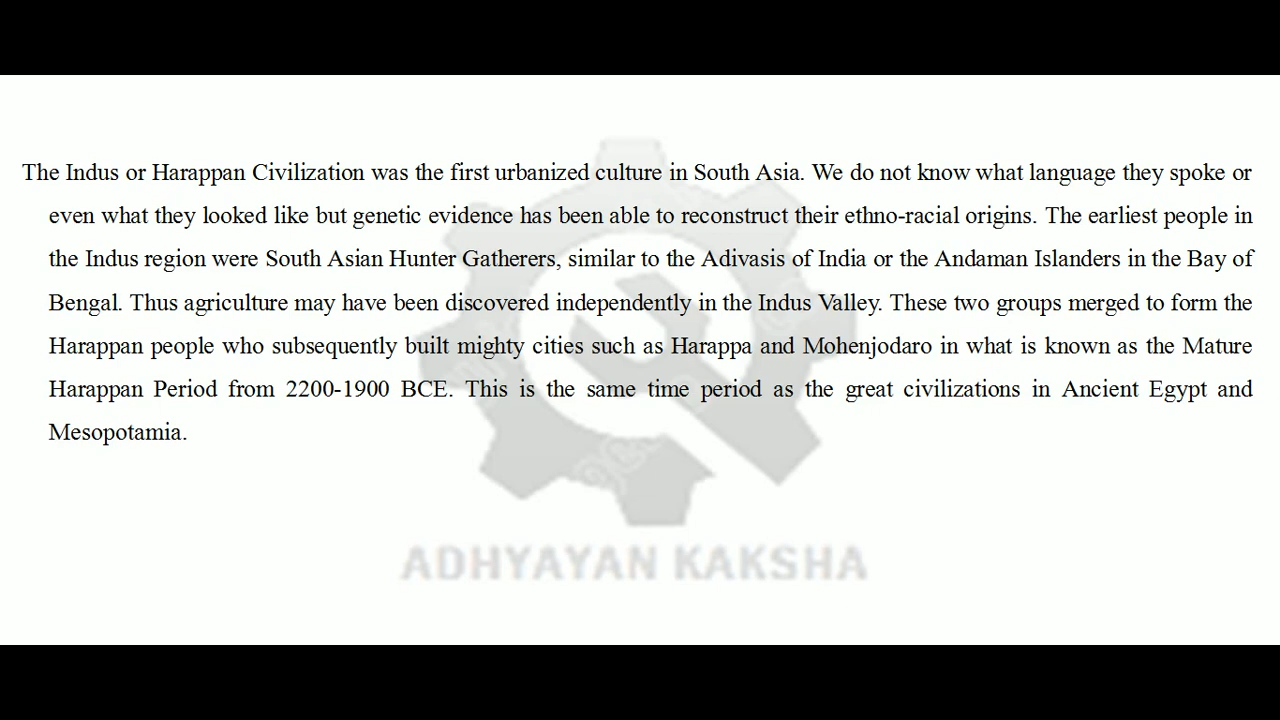 The Indus or Harappan Civilization was the first urbanized culture in South Asia. We do not know what language they spoke or
even what they looked like but genetic evidence has been able to reconstruct their ethno-racial origins. The earliest people in
the Indus region were South Asian Hunter Gatherers, similar to the Adivasis of India or the Andaman Islanders in the Bay of
Bengal. Thus agriculture may have been discovered independently in the Indus Valley. These two groups merged to form the
Harappan people who subsequently built mighty cities such as Harappa and Mohenjodaro in what is known as the Mature
Harappan Period from 2200-1900 BCE. This is the same time period as the great civilizations in Ancient Egypt and
Mesopotamia.
ADHYAYAN KAKSHA